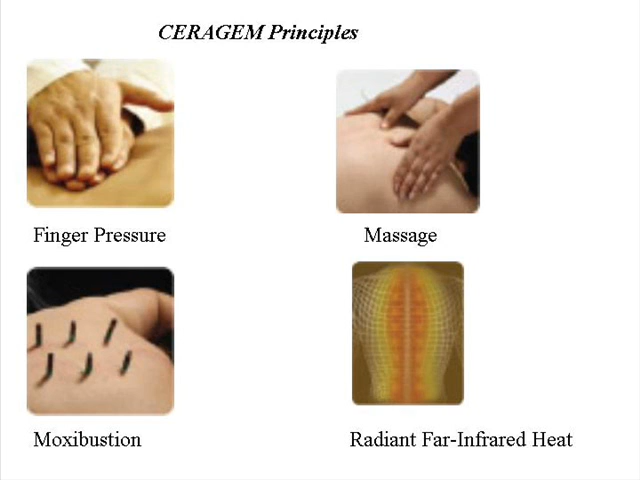 CERAGEM Principles
Finger Pressure
Massage
Moxibustion
Radiant Far-Infrared Heat